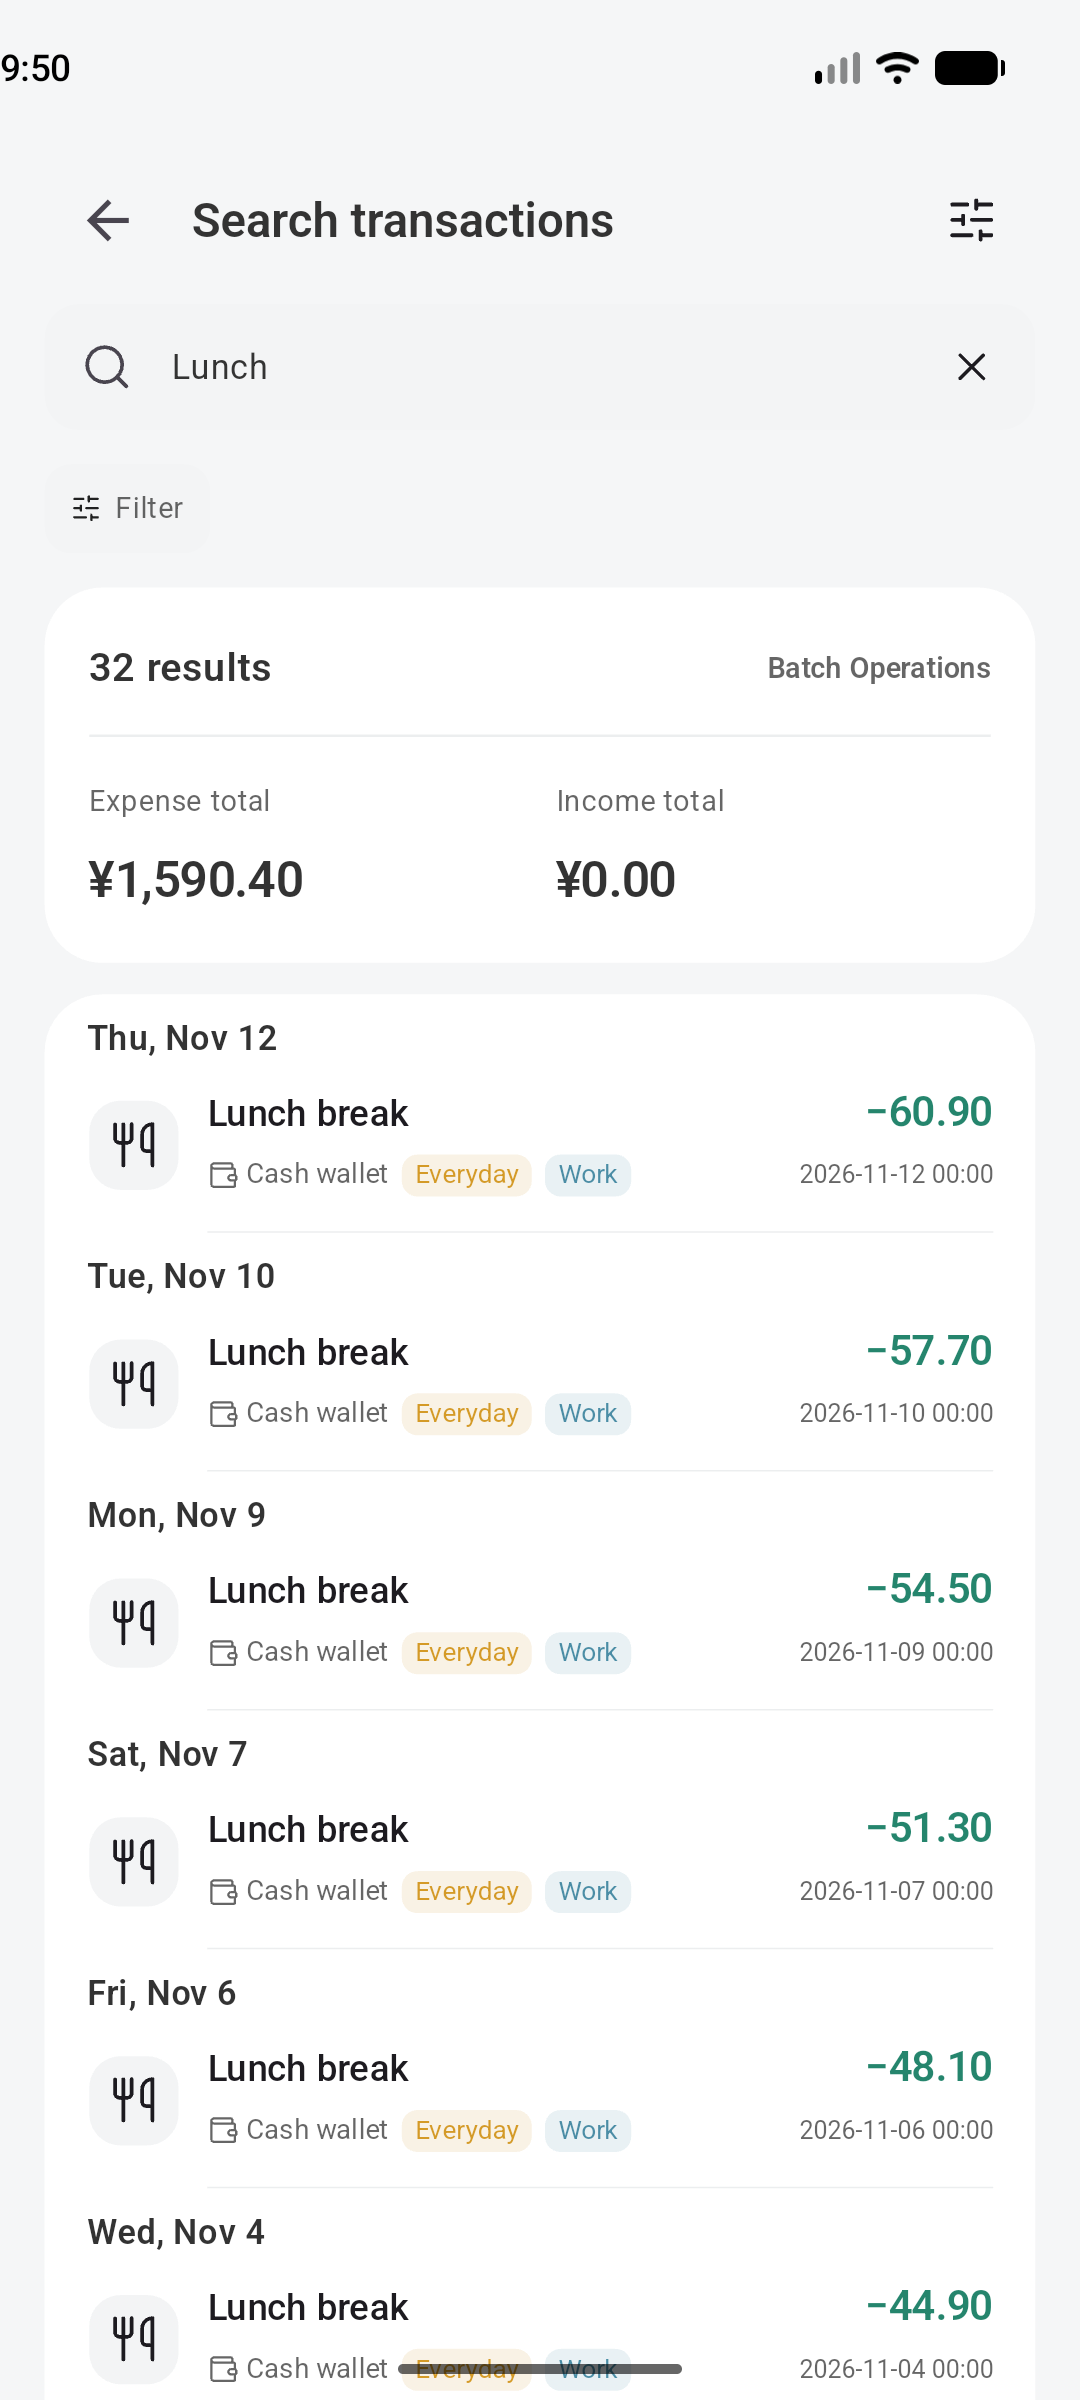 9:50
Search transactions
Lunch
Filter
32 results
Batch Operations
Expense total
Income total
¥1,590.40
¥0.00
Thu, Nov 12
Lunch break
−60.90
Cash wallet Everyday Work 2026-11-12 00:00
Tue, Nov 10
Lunch break
−57.70
Cash wallet Everyday Work 2026-11-10 00:00
Mon, Nov 9
Lunch break
−54.50
Cash wallet Everyday Work 2026-11-09 00:00
Sat, Nov 7
Lunch break
−51.30
Cash wallet Everyday Work 2026-11-07 00:00
Fri, Nov 6
Lunch break
−48.10
Cash wallet Everyday Work 2026-11-06 00:00
Wed, Nov 4
Lunch break
−44.90
Cash wallet Everyday Work 2026-11-04 00:00